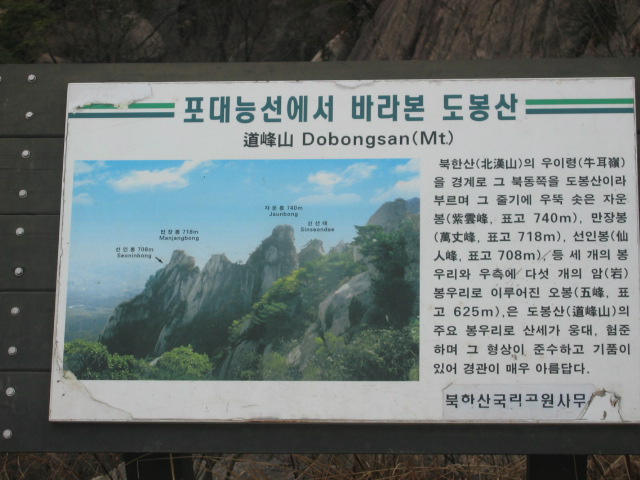 포대능선에서 바라본 도봉산
道峰山 Dobongsan(Mt.)
자운봉 740m
Jaunbong
신선대
Sinseondae
만장봉 718m
Manjangbong
선인봉 708m
Seoninbong
북한산(北漢山)의 우이령(牛耳嶺)
을 경계로 그 북동쪽을 도봉산이라
부르며 그 줄기에 우뚝 솟은 자운
봉(紫雲峰, 표고 740m), 만장봉
(萬丈峰, 표고 718m), 선인봉(仙
人峰, 표고 708m), 등 세 개의 봉
우리와 우측에 다섯 개의 암(岩)
봉우리로 이루어진 오봉(五峰, 표
고 625m),은 도봉산(道峰山)의
주요 봉우리로 산세가 웅대, 험준
하며 그 형상이 준수하고 기품이
있어 경관이 매우 아름답다.
북한산국립공원사무